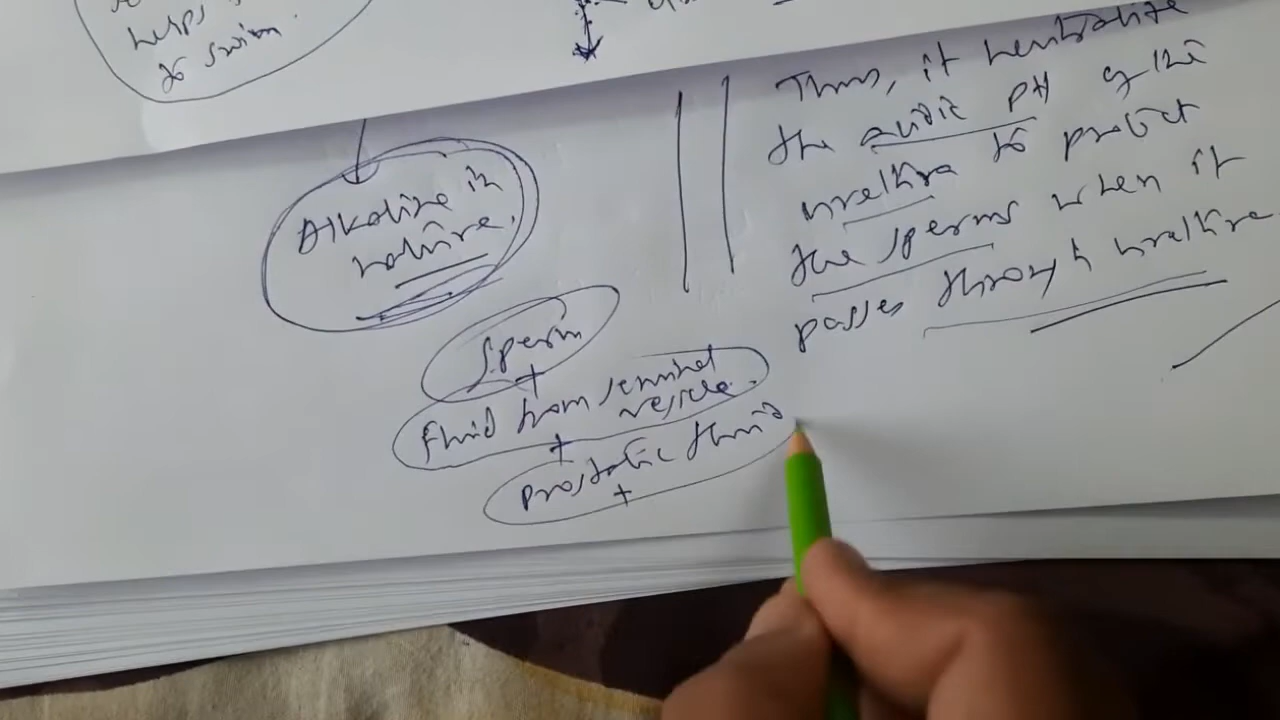 helps
to swim.
Alkaline in
nature.
Thus, it neutralize
the acidic pH of the
urethra to protect
the sperms when it
passes through urethra
sperm
+
fluid from seminal
vesicle.
+
prostatic fluid
+